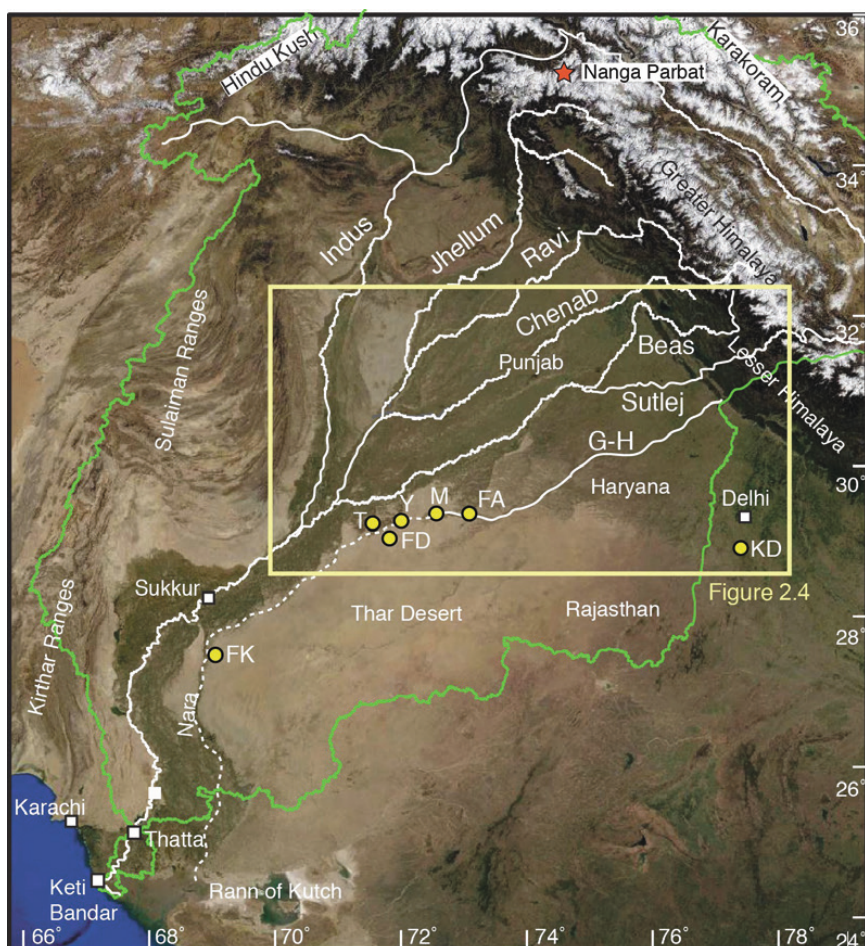 36
Hindu Kush
Karakoram
Nanga Parbat
34
Greater Himalaya
Indus
Jhellum
Ravi
32
Chenab
Punjab
Beas
Lesser Himalaya
Sulaiman Ranges
Sutlej
G-H
30
Haryana
Delhi
T
Y
M
FA
FD
KD
Sukkur
Figure 2.4
Thar Desert
Rajasthan
28
FK
Kirthar Ranges
Nara
26
Karachi
Thatta
Keti
Bandar
Rann of Kutch
66°
68
70
|72°
74
76
78
24